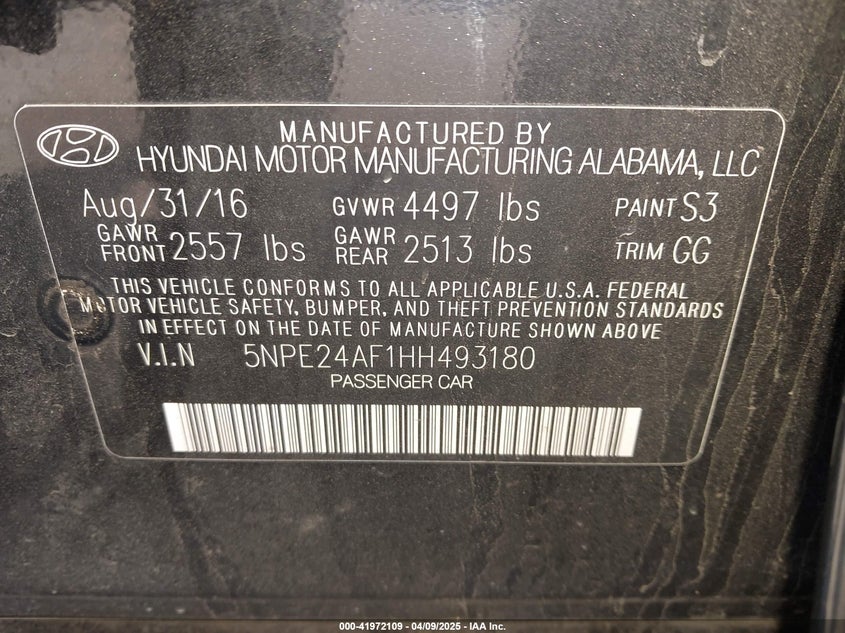 MANUFACTURED BY
HYUNDAI MOTOR MANUFACTURING ALABAMA, LLC
Aug/31/16 GVWR 4497 lbs PAINT S3
GAWR FRONT 2557 lbs GAWR REAR 2513 lbs TRIM GG
THIS VEHICLE CONFORMS TO ALL APPLICABLE U.S.A. FEDERAL
MOTOR VEHICLE SAFETY, BUMPER, AND THEFT PREVENTION STANDARDS
IN EFFECT ON THE DATE OF MANUFACTURE SHOWN ABOVE
V.I.N 5NPE24AF1HH493180
PASSENGER CAR
000-41972109 - 04/09/2025 - IAA Inc.